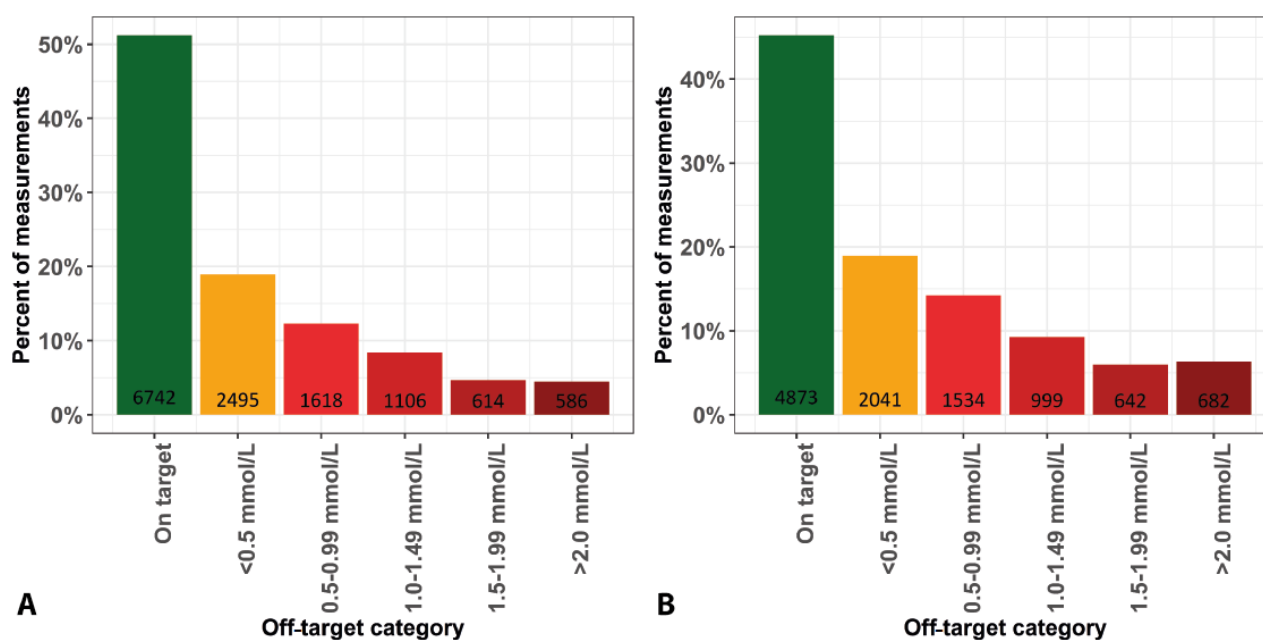 Percent of measurements
50%
40%
30%
20%
10%
0%
6742
2495
1618
1106
614
586
On target
<0.5 mmol/L
0.5-0.99 mmol/L
1.0-1.49 mmol/L
1.5-1.99 mmol/L
>2.0 mmol/L
A
Off-target category
Percent of measurements
40%
30%
20%
10%
0%
4873
2041
1534
999
642
682
On target
<0.5 mmol/L
0.5-0.99 mmol/L
1.0-1.49 mmol/L
1.5-1.99 mmol/L
>2.0 mmol/L
B
Off-target category